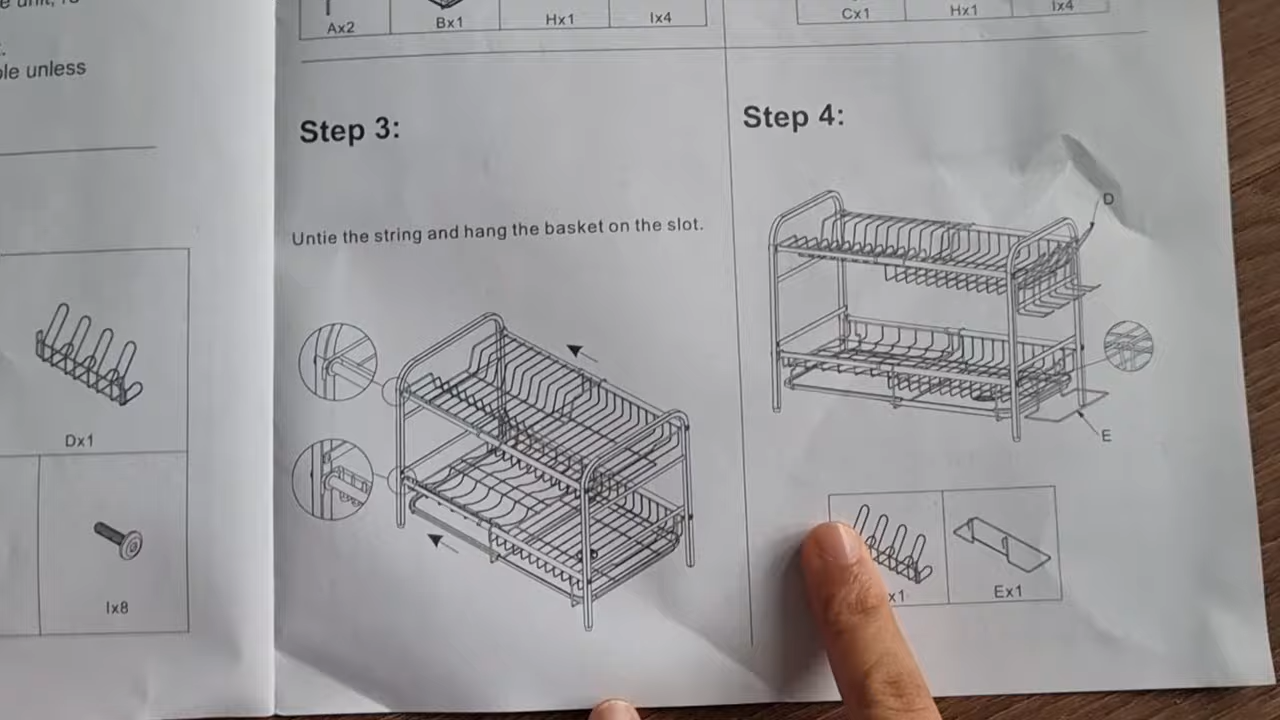 ble unless
Dx1
Ix8
Ax2
Bx1
Hx1
Ix4
Cx1
Hx1
Ix4
Step 3:
Untie the string and hang the basket on the slot.
Step 4:
D
E
x1
Ex1